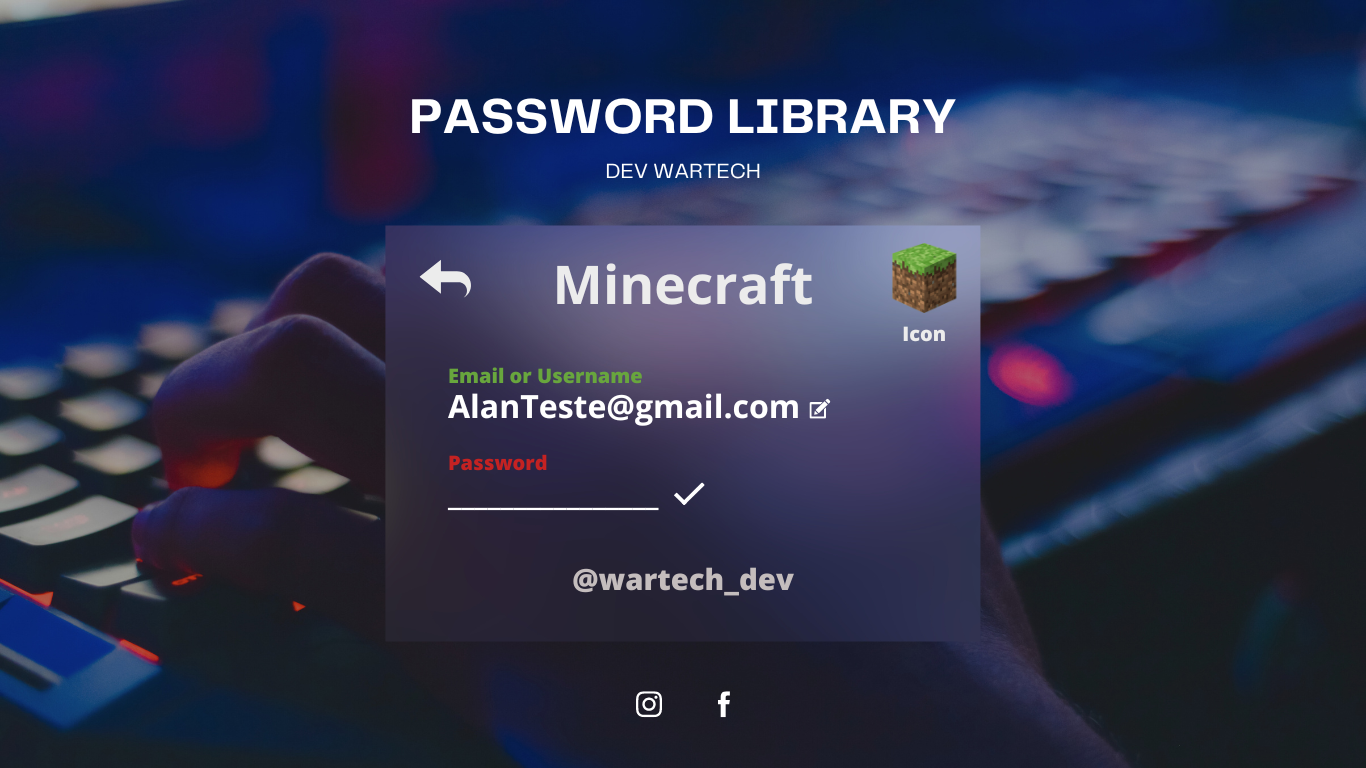 PASSWORD LIBRARY
DEV WARTECH
Minecraft
Icon
Email or Username
AlanTeste@gmail.com
Password
@wartech_dev